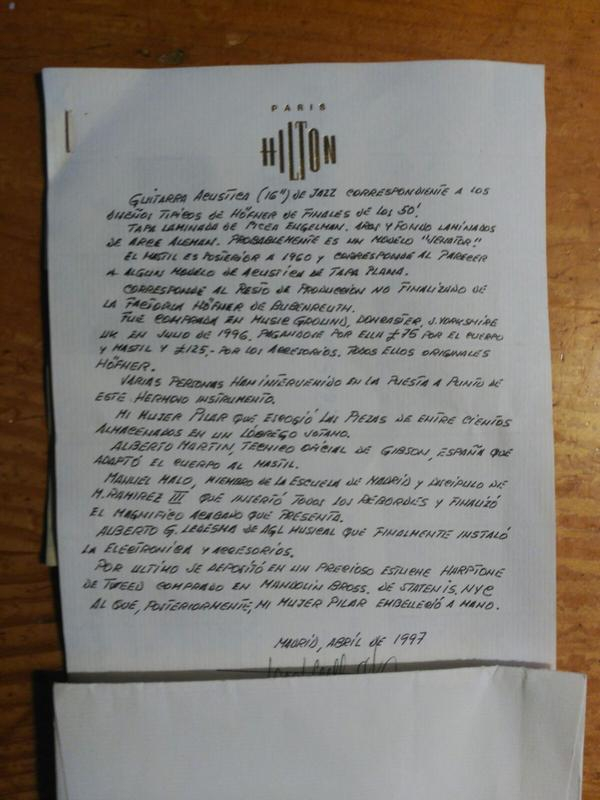 PARIS
HILTON
GUITARRA ACUSTICA (16") DE JAZZ CORRESPONDIENTE A LOS
DISEÑOS TIPICOS DE HÖFNER DE FINALES DE LOS 50'.
TAPA LAMINADA DE PICEA ENGELMAN. AROS Y FONDO LAMINADOS
DE ARCE ALEMAN. PROBABLEMENTE ES UN MODELO "SENATOR"
EL MASTIL ES POSTERIOR A 1960 Y CORRESPONDE AL PARECER
A ALGUN MODELO DE ACUSTICA DE TAPA PLANA.
CORRESPONDE AL RESTO DE PRODUCCION NO FINALIZADO DE
LA FACTORIA HÖFNER DE BUBENREUTH.
FUE COMPRADA EN MUSIC GROUND, DONCASTER, S. YORKSHIRE
UK EN JULIO DE 1996. PAGANDOSE POR ELLA £75 POR EL CUERPO
Y MASTIL Y £125.- POR LOS ACCESORIOS. TODOS ELLOS ORIGINALES
HÖFNER.
VARIAS PERSONAS HAN INTERVENIDO EN LA PUESTA A PUNTO DE
ESTE HERMOSO INSTRUMENTO.
MI MUJER PILAR QUE ESCOGIÓ LAS PIEZAS DE ENTRE CIENTOS
ALMACENADOS EN UN LOBREGO SOTANO.
ALBERTO MARTIN, TECNICO OFICIAL DE GIBSON, ESPAÑA QUE
ADAPTÓ EL CUERPO AL MASTIL.
MANUEL MALO, MIEMBRO DE LA ESCUELA DE MADRID Y DISCIPULO DE
M. RAMIREZ III QUE INSERTÓ TODOS LOS REBORDES Y FINALIZÓ
EL MAGNIFICO ACABADO QUE PRESENTA.
ALBERTO G. LEDESMA DE AGL MUSICAL QUE FINALMENTE INSTALÓ
LA ELECTRONICA Y ACCESORIOS.
POR ULTIMO SE DEPOSITÓ EN UN PRECIOSO ESTUCHE HARPTONE
DE TWEED COMPRADO EN MANDOLIN BROSS. DE STATEN IS. NYC
AL QUE, POSTERIORMENTE, MI MUJER PILAR EMBELLECIÓ A MANO.
MADRID, ABRIL DE 1997